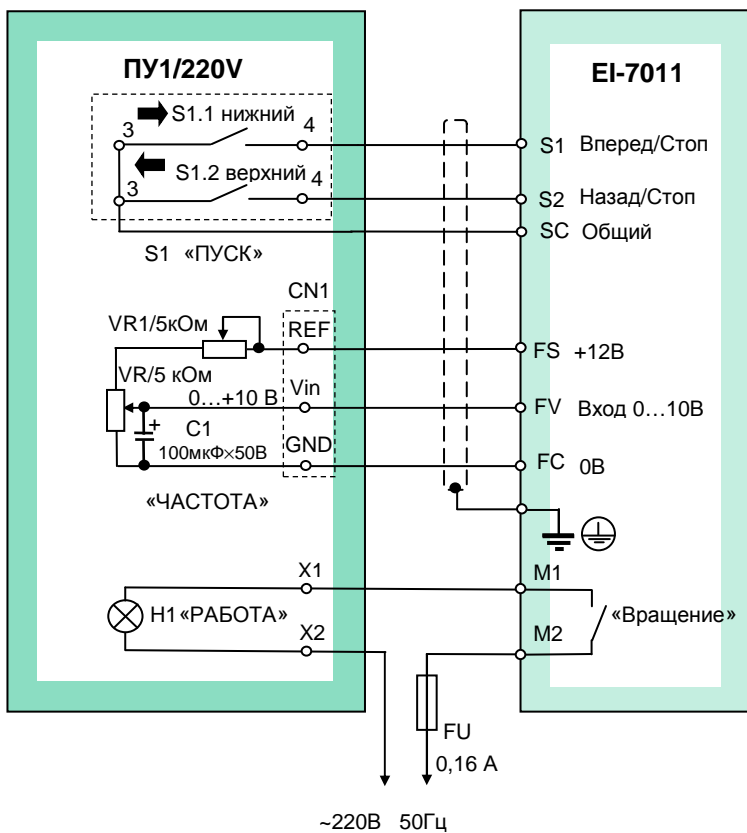 ПУ1/220V
EI-7011
S1.1 нижний
3
4
S1 Вперед/Стоп
S1.2 верхний
3
4
S2 Назад/Стоп
SC Общий
S1 «ПУСК»
CN1
VR1/5кОм
REF
FS +12В
VR/5 кОм
0...+10 В
Vin
FV Вход 0...10В
+
C1
100мкФ×50В
GND
FC 0В
«ЧАСТОТА»
X1
M1
H1 «РАБОТА»
«Вращение»
X2
M2
FU
0,16 А
~220В 50Гц